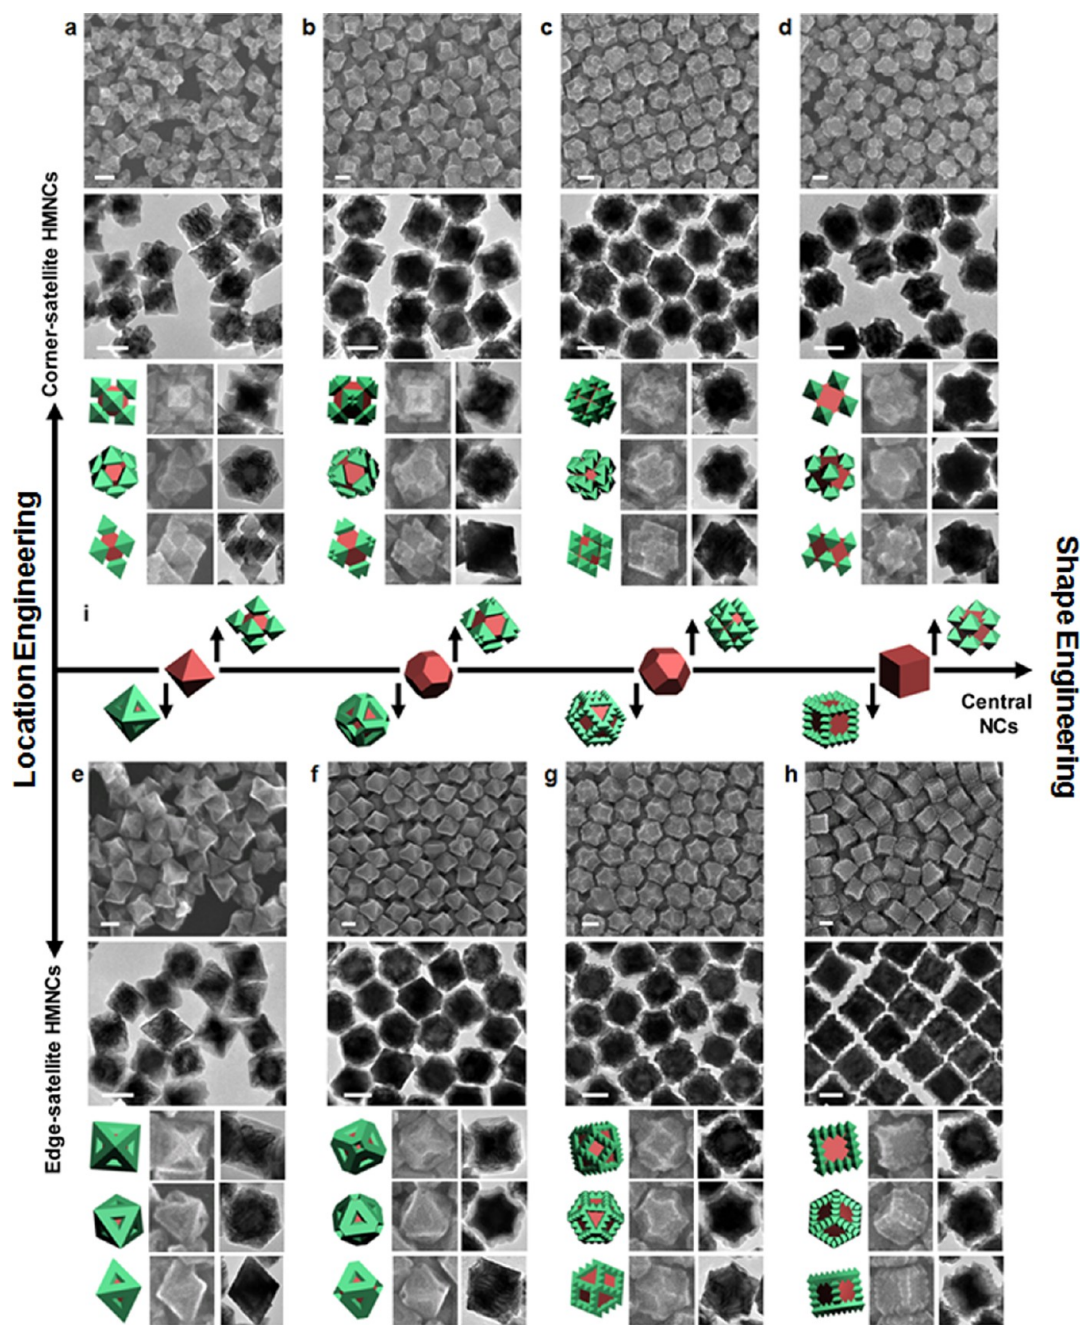 a
b
c
d
Corner-satellite HMNCs
Location Engineering
i
Central
NCs
Shape Engineering
e
f
g
h
Edge-satellite HMNCs